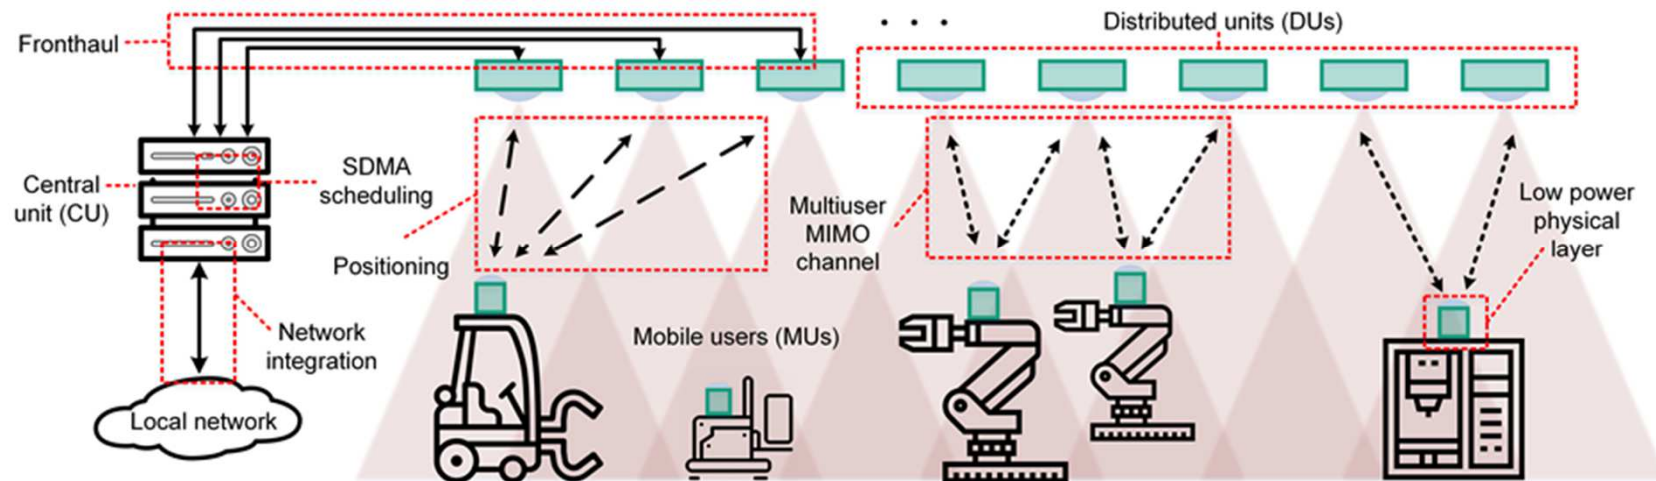 Fronthaul
Distributed units (DUs)
Central
unit (CU)
SDMA
scheduling
Positioning
Multiuser
MIMO
channel
Low power
physical
layer
Network
integration
Mobile users (MUs)
Local network